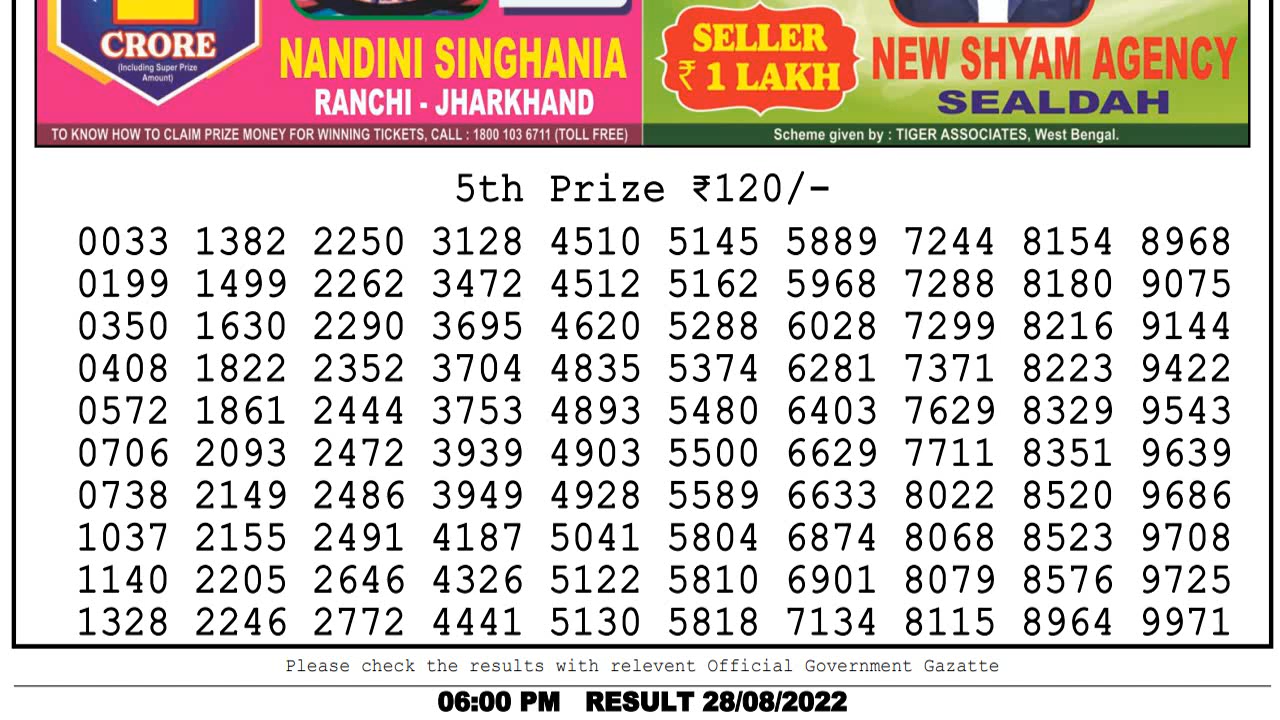 CRORE
(Including Super Prize
Amount)
NANDINI SINGHANIA
RANCHI - JHARKHAND
SELLER
₹ 1 LAKH
NEW SHYAM AGENCY
SEALDAH
TO KNOW HOW TO CLAIM PRIZE MONEY FOR WINNING TICKETS, CALL : 1800 103 6711 (TOLL FREE)
Scheme given by : TIGER ASSOCIATES, West Bengal.
5th Prize ₹120/-
0033 1382 2250 3128 4510 5145 5889 7244 8154 8968
0199 1499 2262 3472 4512 5162 5968 7288 8180 9075
0350 1630 2290 3695 4620 5288 6028 7299 8216 9144
0408 1822 2352 3704 4835 5374 6281 7371 8223 9422
0572 1861 2444 3753 4893 5480 6403 7629 8329 9543
0706 2093 2472 3939 4903 5500 6629 7711 8351 9639
0738 2149 2486 3949 4928 5589 6633 8022 8520 9686
1037 2155 2491 4187 5041 5804 6874 8068 8523 9708
1140 2205 2646 4326 5122 5810 6901 8079 8576 9725
1328 2246 2772 4441 5130 5818 7134 8115 8964 9971
Please check the results with relevent Official Government Gazatte
06:00 PM RESULT 28/08/2022